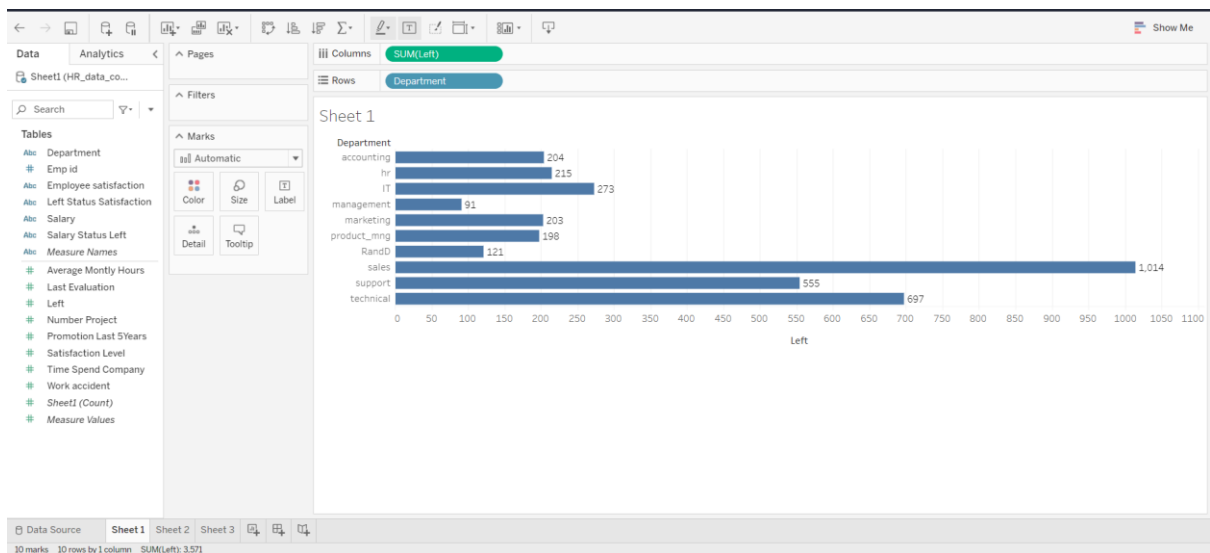 Show Me
Data
Analytics
Sheet1 (HR_data_co...
Search
Tables
Abc Department
# Emp id
Abc Employee satisfaction
Abc Left Status Satisfaction
Abc Salary
Abc Salary Status Left
Abc Measure Names
# Average Montly Hours
# Last Evaluation
# Left
# Number Project
# Promotion Last 5Years
# Satisfaction Level
# Time Spend Company
# Work accident
# Sheet1 (Count)
# Measure Values
Pages
Filters
Marks
Automatic
Color Size Label
Detail Tooltip
Columns SUM(Left)
Rows Department
Sheet 1
Department
accounting 204
hr 215
IT 273
management 91
marketing 203
product_mng 198
RandD 121
sales 1,014
support 555
technical 697
0 50 100 150 200 250 300 350 400 450 500 550 600 650 700 750 800 850 900 950 1000 1050 1100
Left
Data Source Sheet 1 Sheet 2 Sheet 3
10 marks 10 rows by 1 column SUM(Left): 3,571